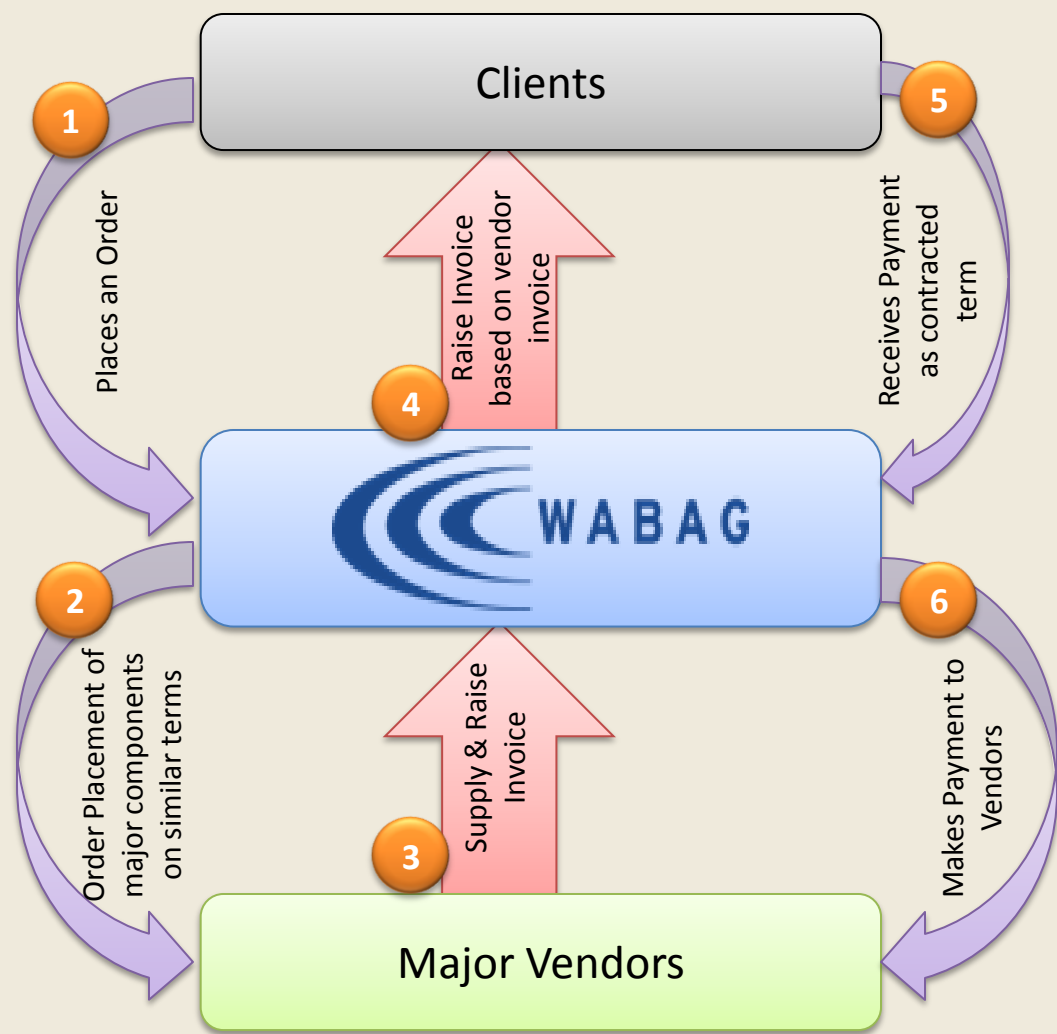 Clients
1
Places an Order
5
Receives Payment
as contracted
term
Raise Invoice
based on vendor
invoice
4
WABAG
2
Order Placement of
major components
on similar terms
6
Makes Payment to
Vendors
Supply & Raise
Invoice
3
Major Vendors